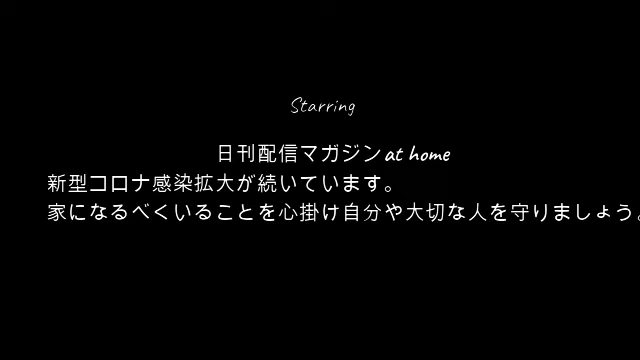 Starring
日刊配信マガジンat home
新型コロナ感染拡大が続いています。
家になるべくいることを心掛け自分や大切な人を守りましょう。